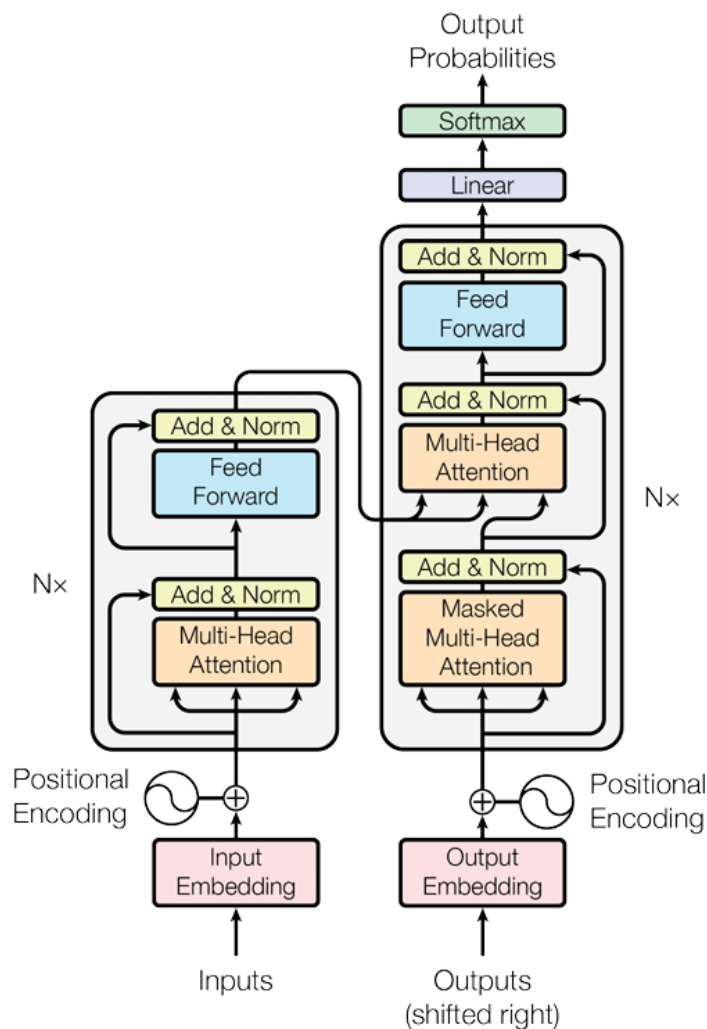 Output
Probabilities
Softmax
Linear
Add & Norm
Feed
Forward
Add & Norm
Multi-Head
Attention
Add & Norm
Masked
Multi-Head
Attention
N×
Add & Norm
Feed
Forward
Add & Norm
Multi-Head
Attention
N×
Positional
Encoding
Positional
Encoding
Input
Embedding
Output
Embedding
Inputs
Outputs
(shifted right)